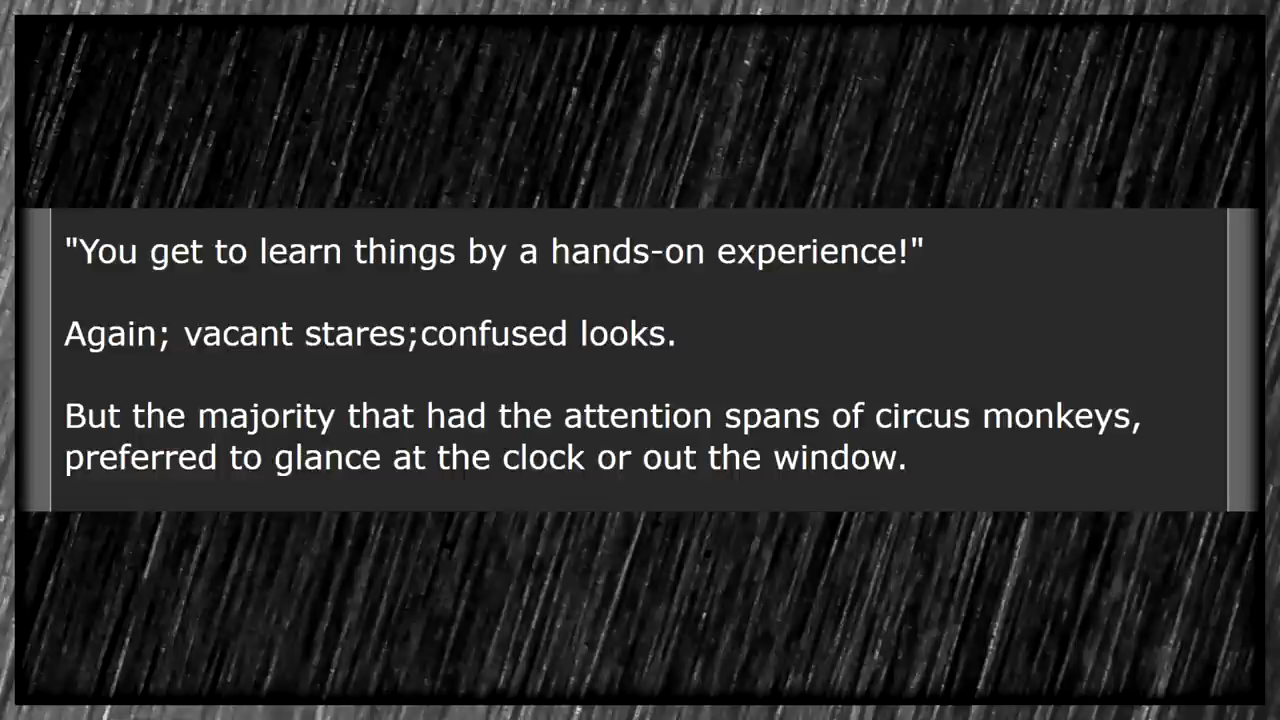 "You get to learn things by a hands-on experience!"
Again; vacant stares;confused looks.
But the majority that had the attention spans of circus monkeys,
preferred to glance at the clock or out the window.